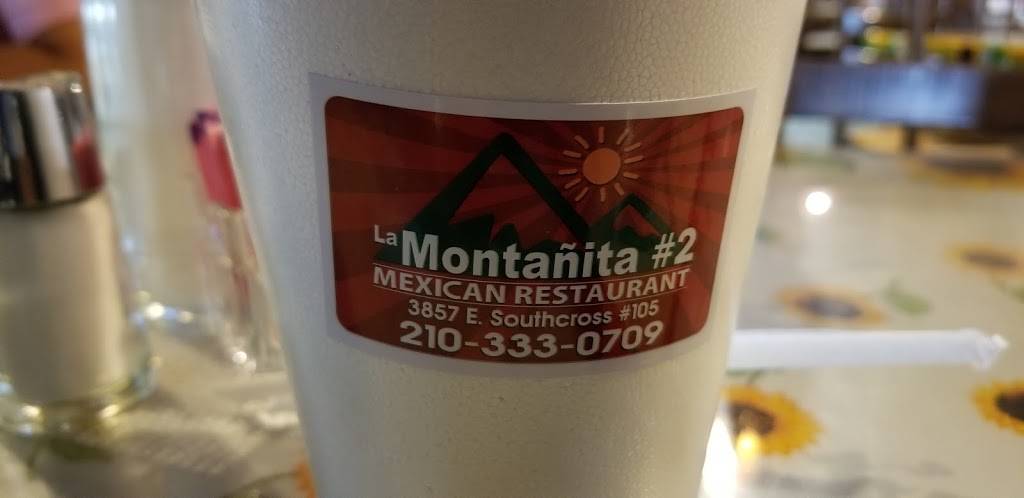 La Montañita #2
MEXICAN RESTAURANT
3857 E. Southcross #105
210-333-0709